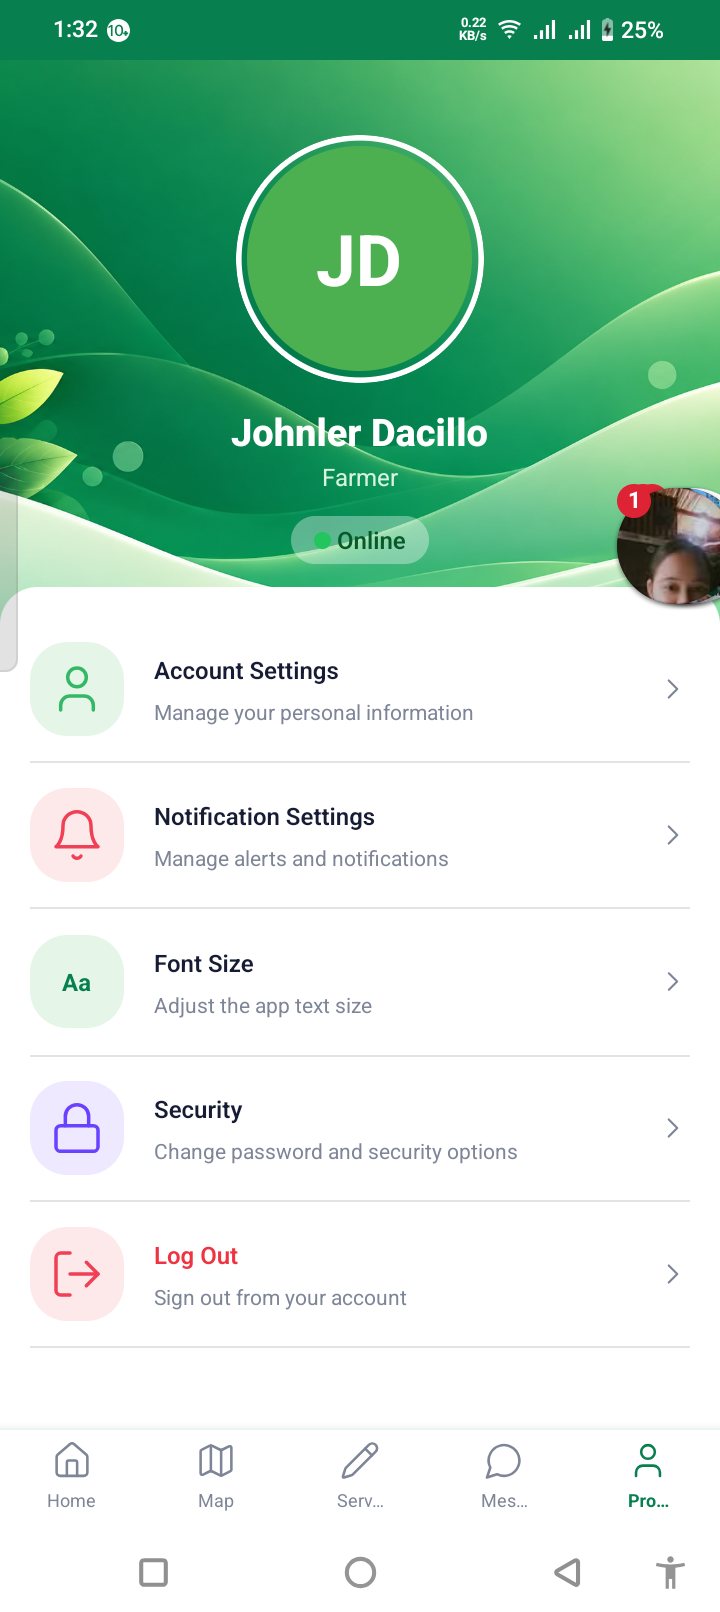 1:32 10+ 0.22 KB/s 25%
JD
Johnler Dacillo
Farmer
Online
1
Account Settings
Manage your personal information
Notification Settings
Manage alerts and notifications
Aa
Font Size
Adjust the app text size
Security
Change password and security options
Log Out
Sign out from your account
Home Map Serv... Mes... Pro...